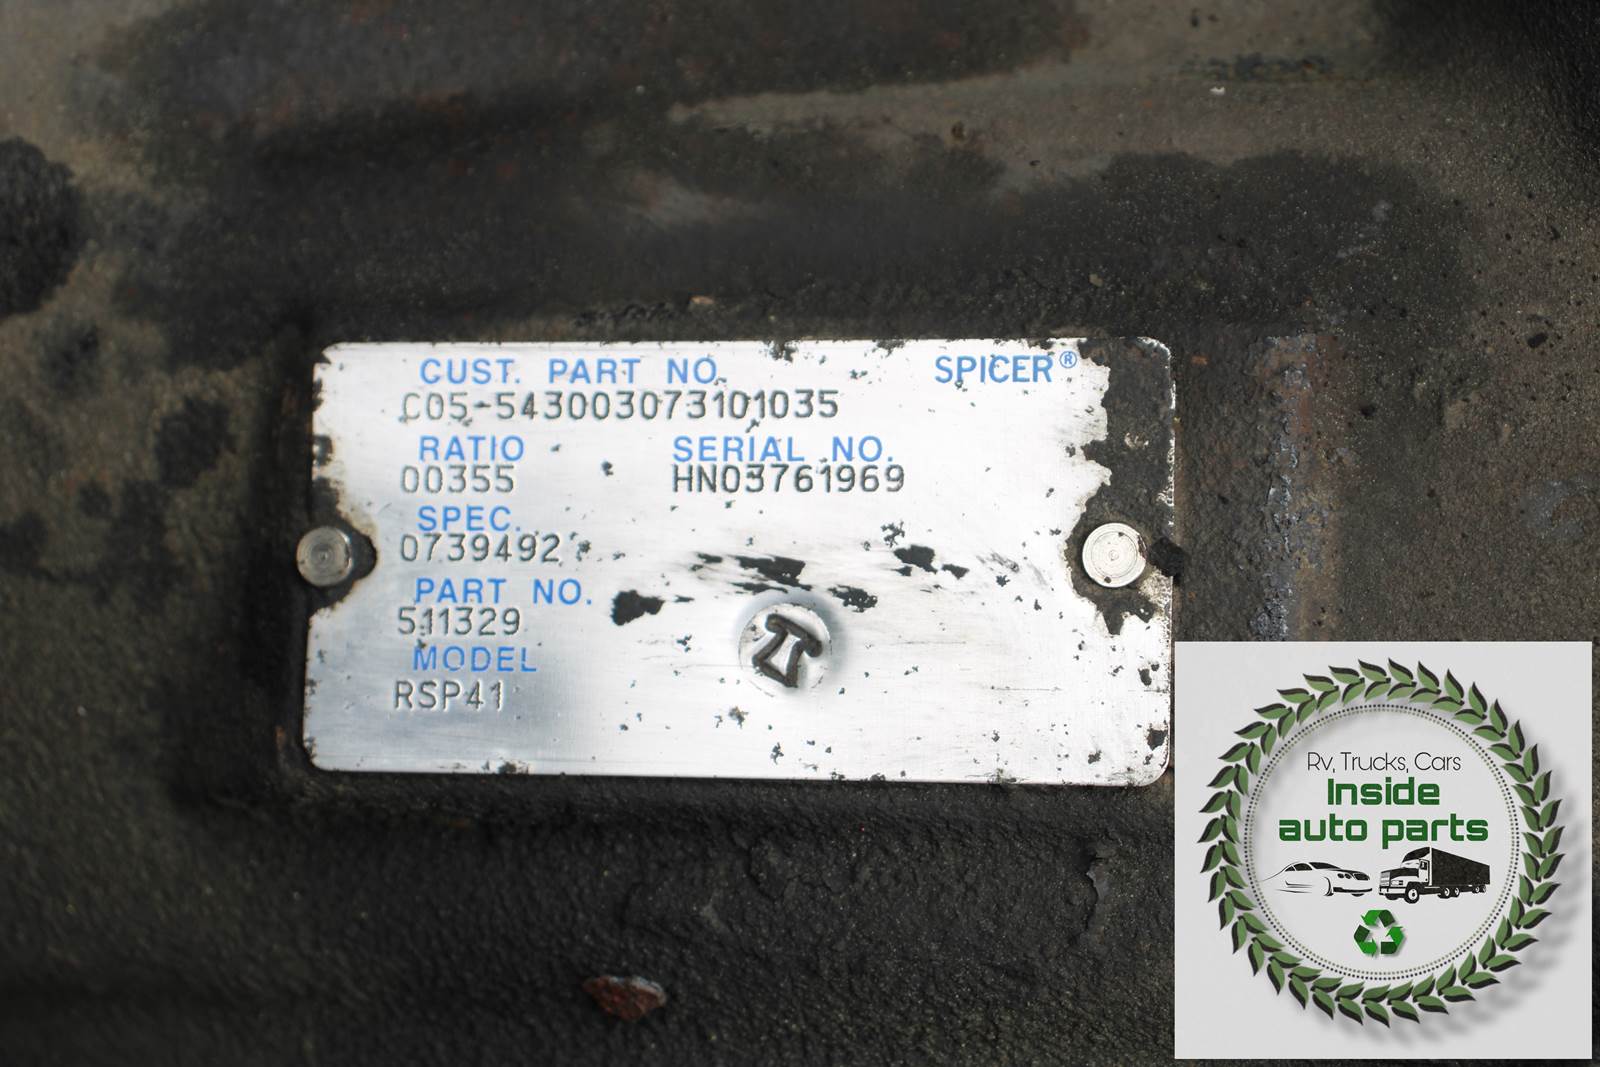 CUST. PART NO. SPICER®
C05-543003073101035
RATIO SERIAL NO.
00355 HN03761969
SPEC.
0739492
PART NO.
511329
MODEL
RSP41
Rv, Trucks, Cars
Inside
auto parts